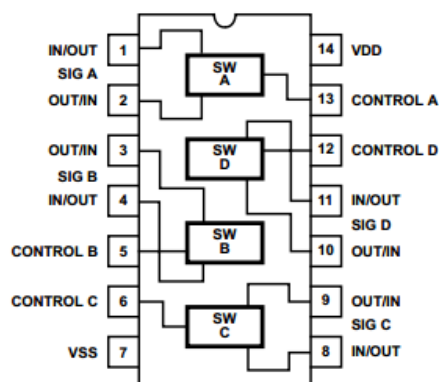 IN/OUT 1 14 VDD
SIG A SW A
OUT/IN 2 13 CONTROL A
OUT/IN 3 12 CONTROL D
SIG B SW D
IN/OUT 4 11 IN/OUT
SIG D
CONTROL B 5 SW B 10 OUT/IN
CONTROL C 6 9 OUT/IN
SW C SIG C
VSS 7 8 IN/OUT